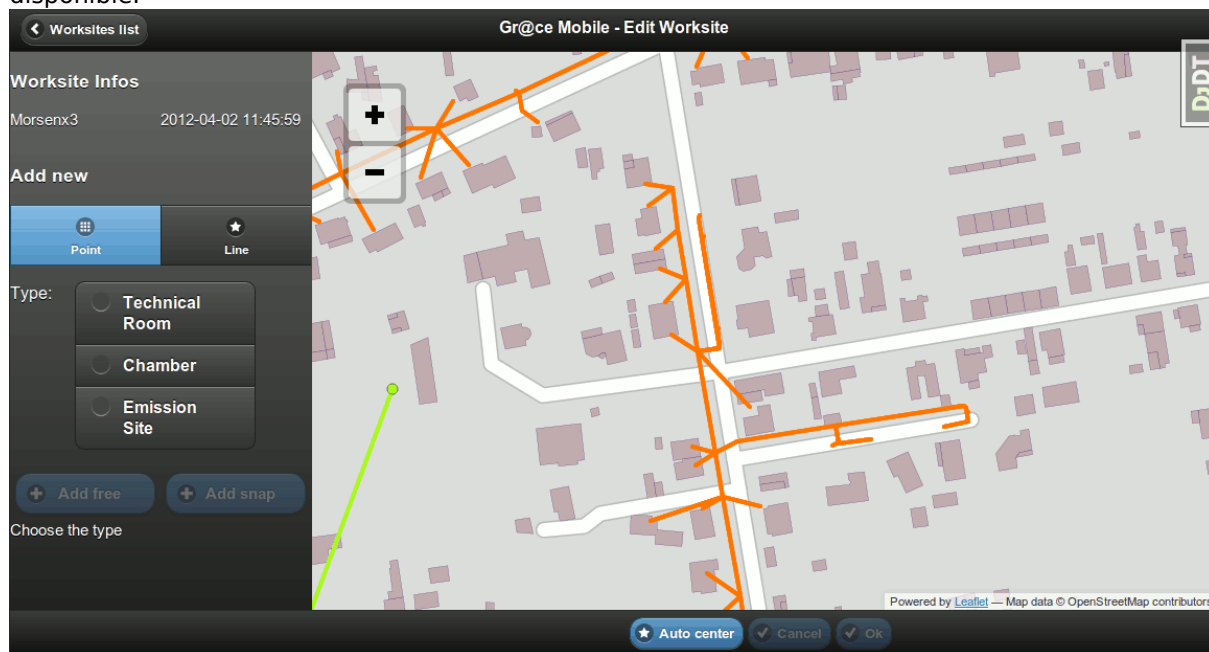 disponible.
Worksites list
Gr@ce Mobile - Edit Worksite
Worksite Infos
Morsenx3 2012-04-02 11:45:59
Add new
Point
Line
Type:
Technical
Room
Chamber
Emission
Site
Add free
Add snap
Choose the type
+
−
DjDT
Powered by Leaflet — Map data © OpenStreetMap contributors
Auto center
Cancel
Ok